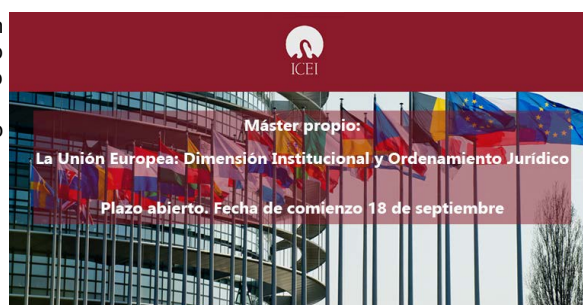 ICEI
Máster propio:
La Unión Europea: Dimensión Institucional y Ordenamiento Jurídico
Plazo abierto. Fecha de comienzo 18 de septiembre